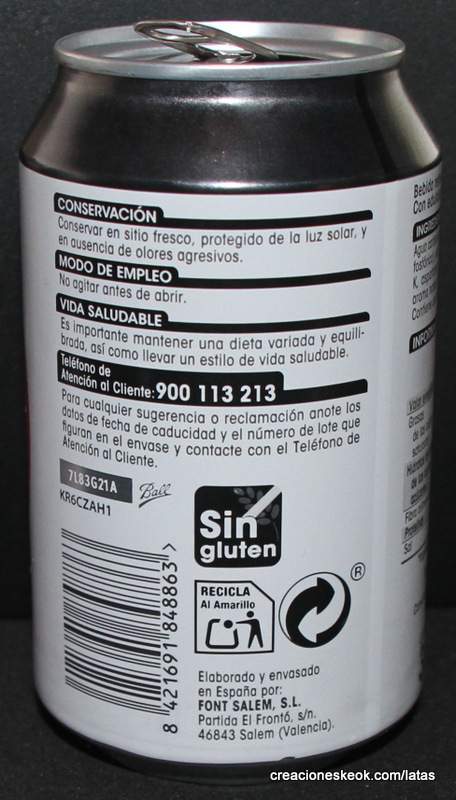 CONSERVACIÓN
Conservar en sitio fresco, protegido de la luz solar, y
en ausencia de olores agresivos.
MODO DE EMPLEO
No agitar antes de abrir.
VIDA SALUDABLE
Es importante mantener una dieta variada y equili-
brada, así como llevar un estilo de vida saludable.
Teléfono de
Atención al Cliente: 900 113 213
Para cualquier sugerencia o reclamación anote los
datos de fecha de caducidad y el número de lote que
figuran en el envase y contacte con el Teléfono de
Atención al Cliente.
7L83G21A
Ball
KR6CZAH1
Sin
gluten
RECICLA
Al Amarillo
®
8 421691 848863 >
Elaborado y envasado
en España por:
FONT SALEM, S.L.
Partida El Frontó, s/n.
46843 Salem (Valencia).
Bebida
Con
Agua
K,
aroma
creacioneskeok.com/latas